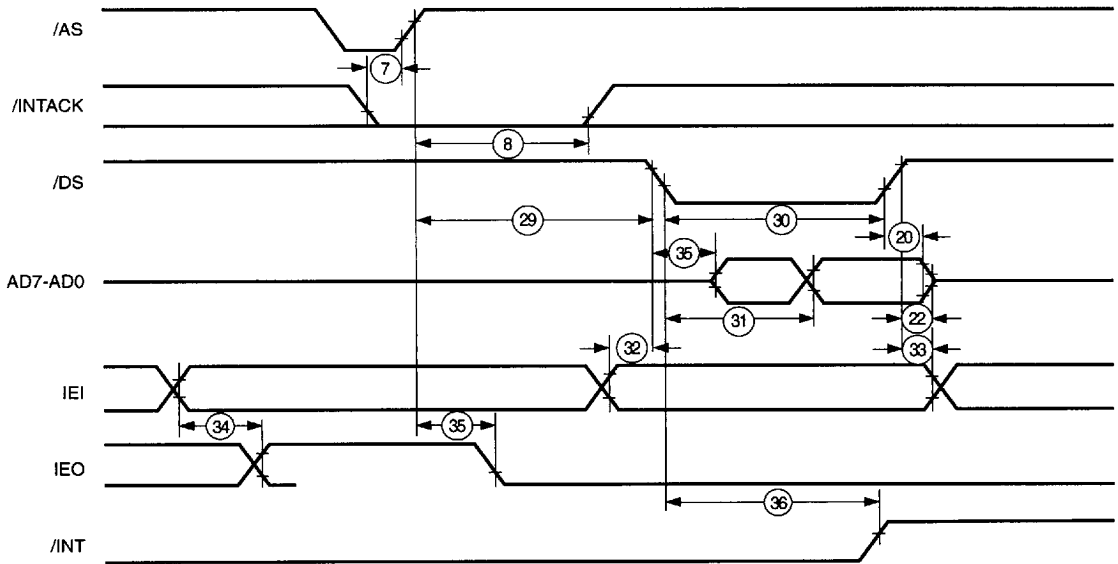 /AS
7
/INTACK
8
/DS
29
30
20
35
AD7-AD0
31
22
32
33
IEI
34
35
IEO
36
/INT